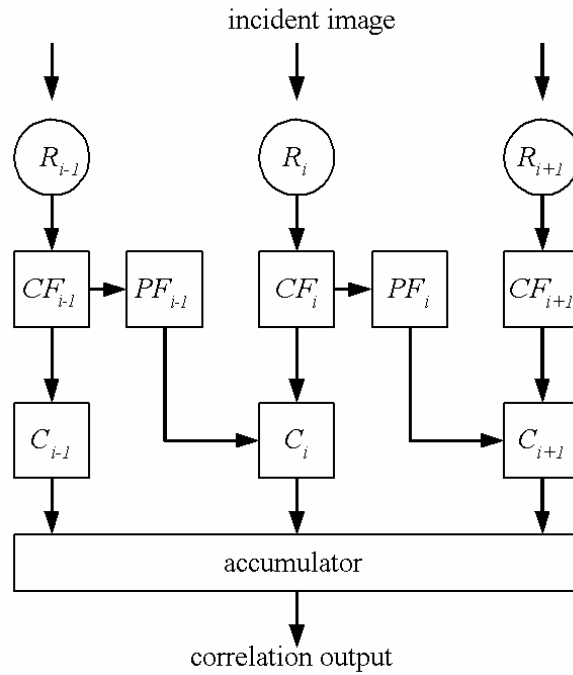 incident image
R_{i-1} R_i R_{i+1}
CF_{i-1} PF_{i-1} CF_i PF_i CF_{i+1}
C_{i-1} C_i C_{i+1}
accumulator
correlation output